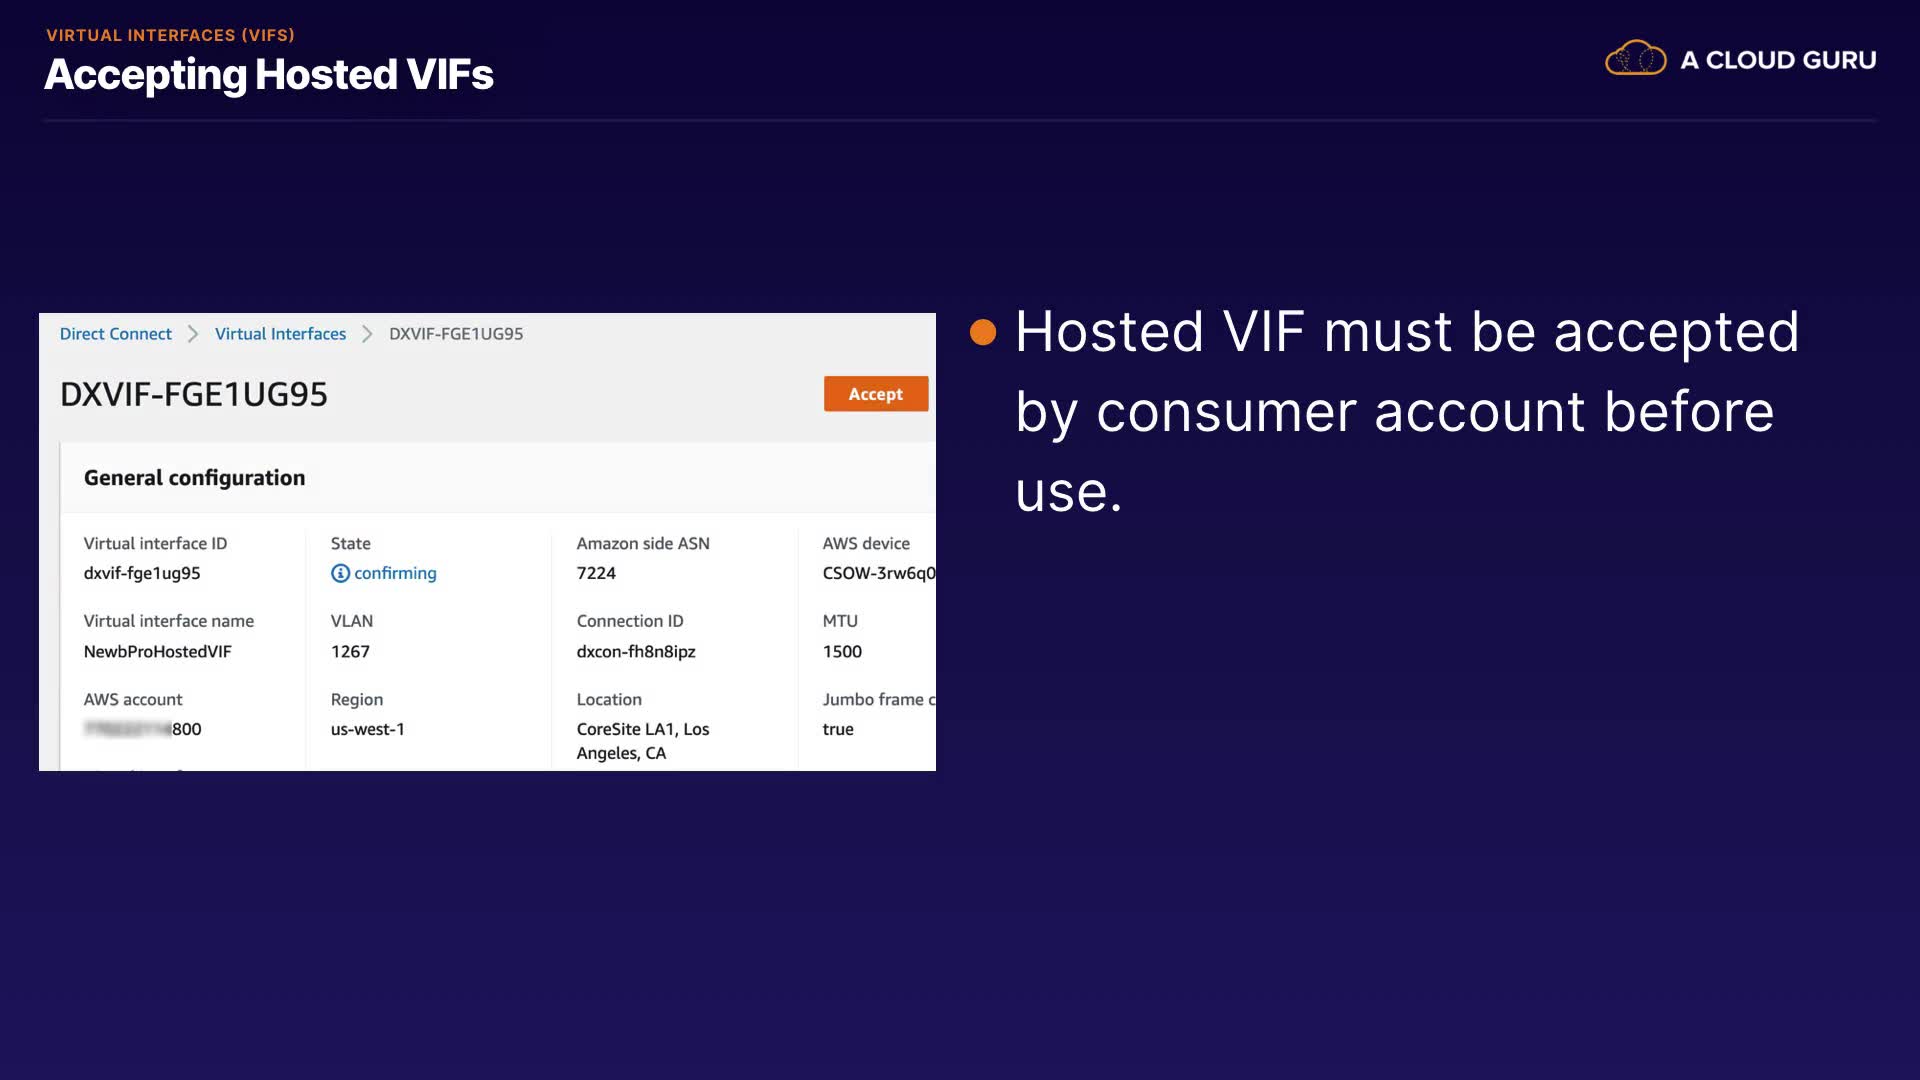 VIRTUAL INTERFACES (VIFS)
Accepting Hosted VIFs
A CLOUD GURU
Direct Connect > Virtual Interfaces > DXVIF-FGE1UG95
DXVIF-FGE1UG95
Accept
General configuration
Virtual interface ID
dxvif-fge1ug95
State
confirming
Amazon side ASN
7224
AWS device
CSOW-3rw6q0
Virtual interface name
NewbProHostedVIF
VLAN
1267
Connection ID
dxcon-fh8n8ipz
MTU
1500
AWS account
800
Region
us-west-1
Location
CoreSite LA1, Los
Angeles, CA
Jumbo frame c
true
Hosted VIF must be accepted
by consumer account before
use.